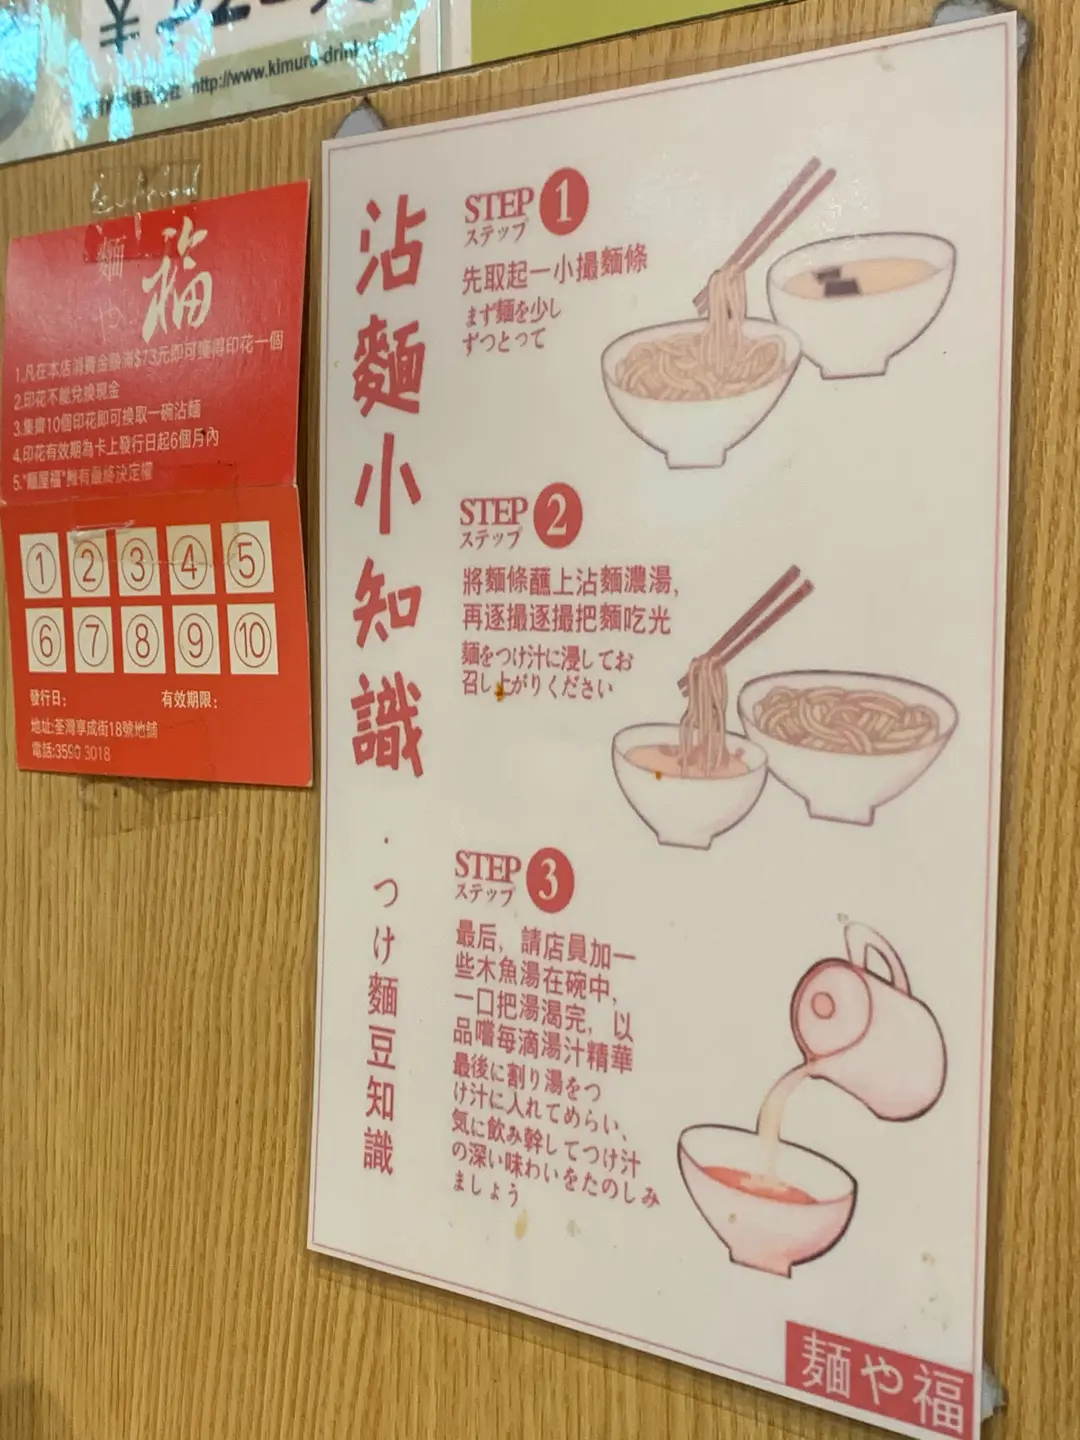 http://www.kimura-drink
麵や福
1.凡在本店消費金額滿$73元即可獲得印花一個
2.印花不能兌換現金
3.集齊10個印花即可換取一碗沾麵
4.印花有效期為卡上發行日起6個月內
5."麵屋福"擁有最終決定權
① ② ③ ④ ⑤
⑥ ⑦ ⑧ ⑨ ⑩
發行日: 有效期限:
地址:荃灣享成街18號地舖
電話:3590 3018
沾麵小知識
・つけ麵豆知識
STEP 1
ステップ
先取起一小撮麵條
まず麵を少し
ずつとって
STEP 2
ステップ
將麵條蘸上沾麵濃湯,
再逐撮逐撮把麵吃光
麵をつけ汁に浸してお
召し上がりください
STEP 3
ステップ
最后, 請店員加一
些木魚湯在碗中,
一口把湯渴完, 以
品嚐每滴湯汁精華
最後に割り湯をつ
け汁に入れてめらい、
気に飲み幹してつけ汁
の深い味わいをたのしみ
ましょう
麵や福